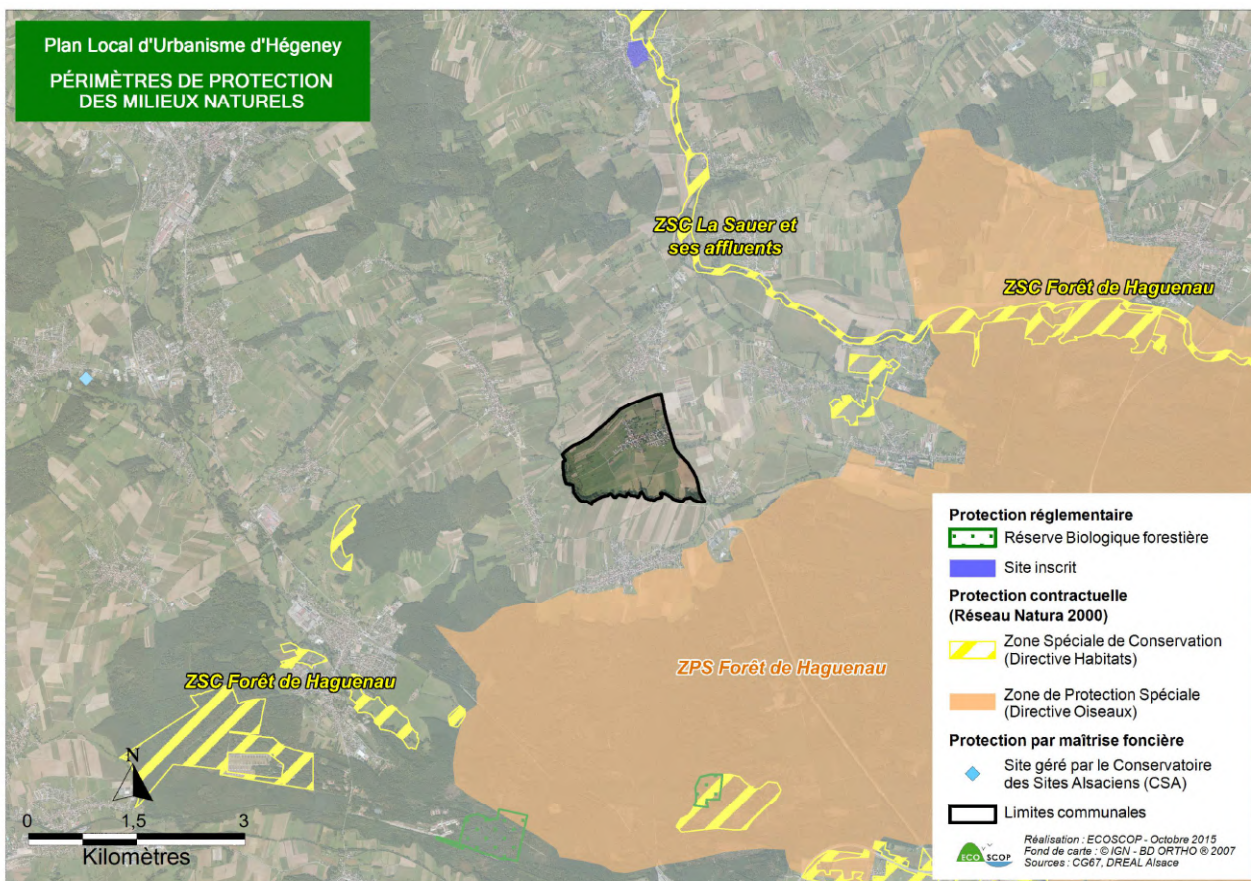 Plan Local d'Urbanisme d'Hégeney
PÉRIMÈTRES DE PROTECTION
DES MILIEUX NATURELS
ZSC La Sauer et
ses affluents
ZSC Forêt de Haguenau
ZPS Forêt de Haguenau
ZSC Forêt de Haguenau
N
0 1,5 3
Kilomètres
Protection réglementaire
Réserve Biologique forestière
Site inscrit
Protection contractuelle
(Réseau Natura 2000)
Zone Spéciale de Conservation
(Directive Habitats)
Zone de Protection Spéciale
(Directive Oiseaux)
Protection par maîtrise foncière
Site géré par le Conservatoire
des Sites Alsaciens (CSA)
Limites communales
ECO SCOP
Réalisation : ECOSCOP - Octobre 2015
Fond de carte : © IGN - BD ORTHO ® 2007
Sources : CG67, DREAL Alsace